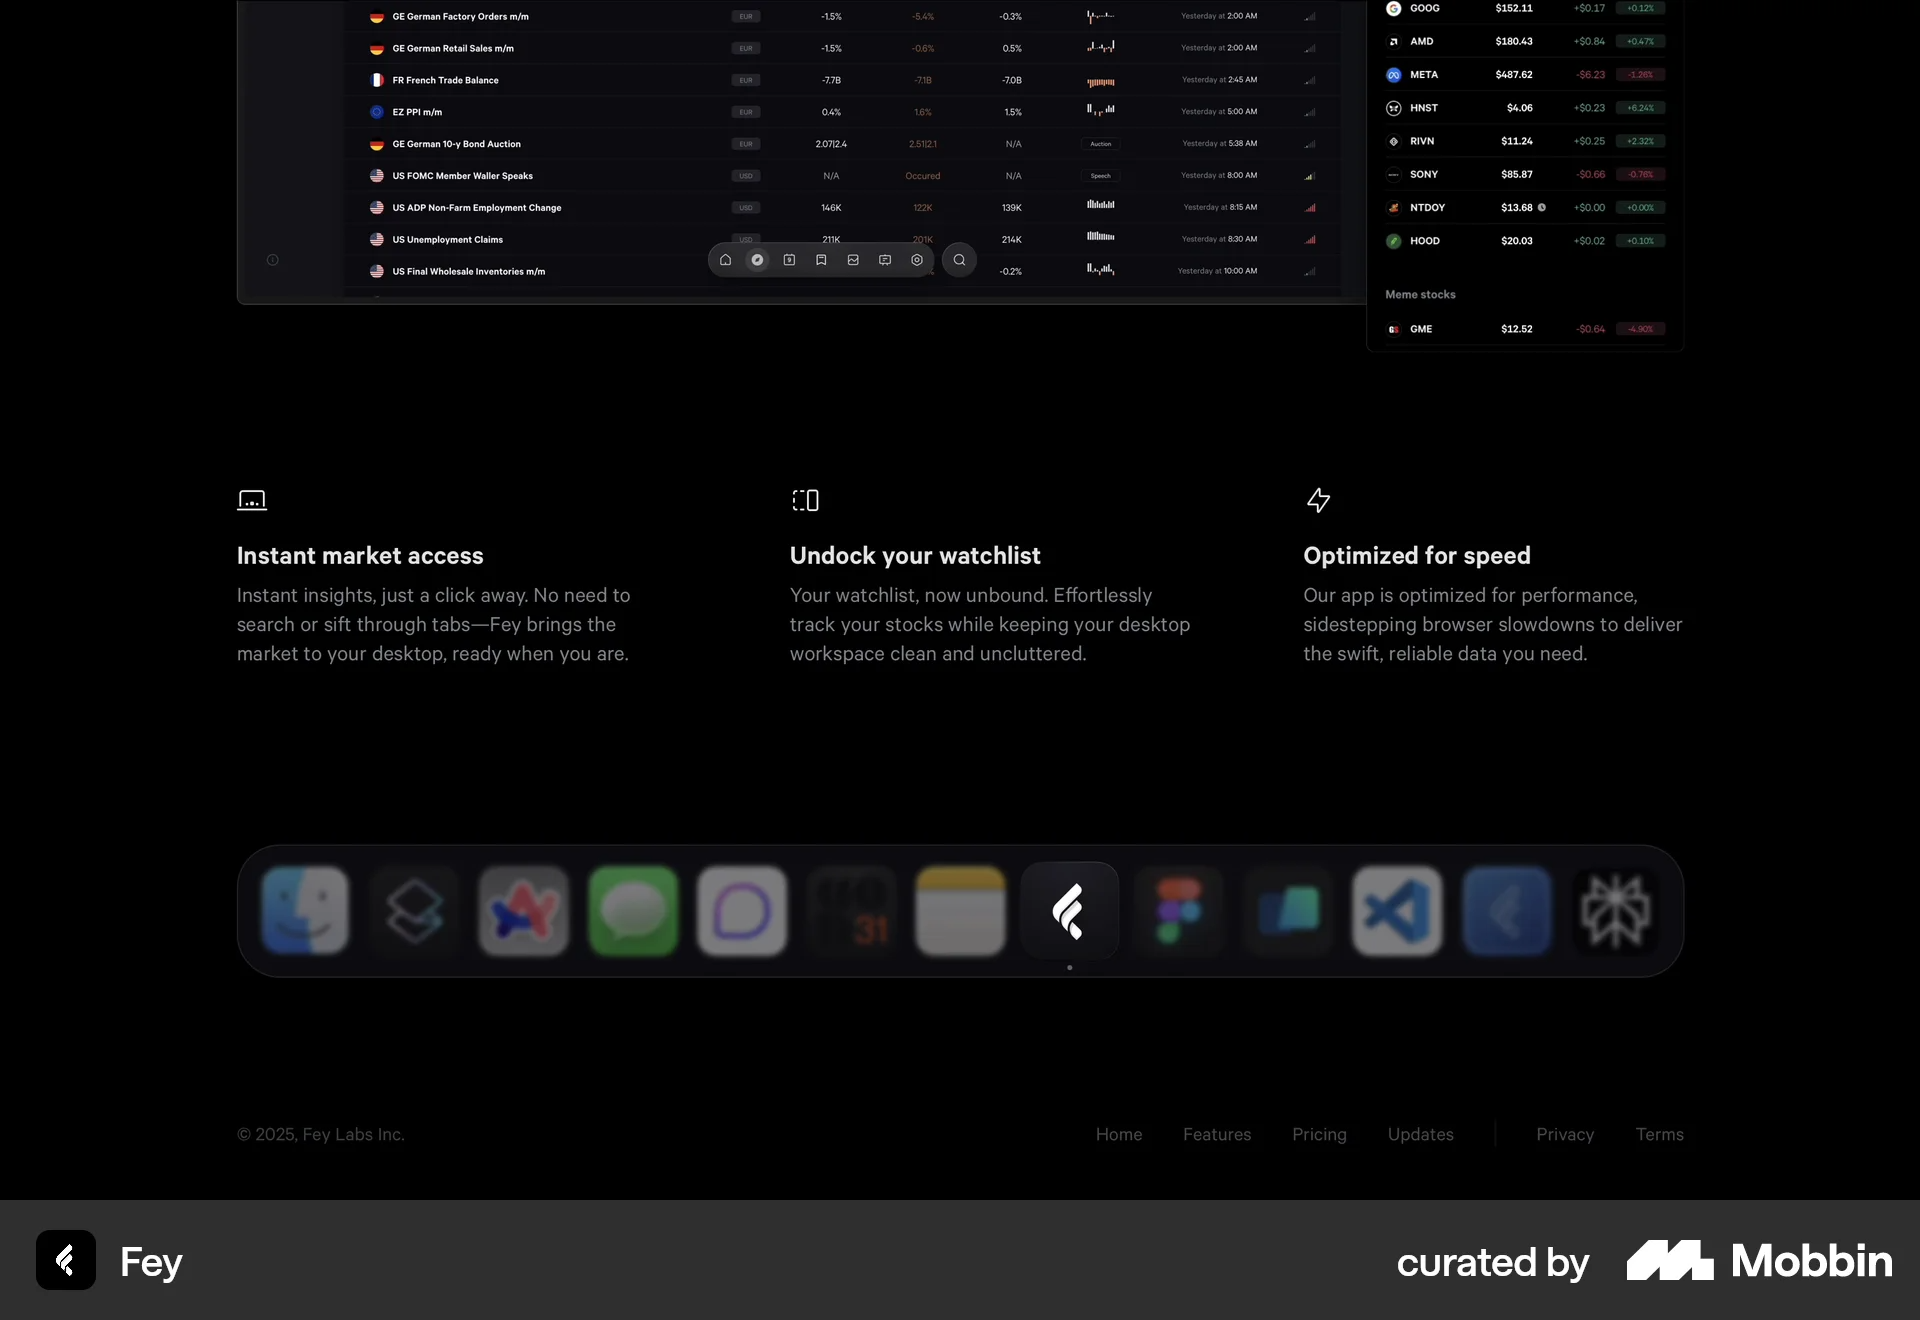 GE German Factory Orders m/m EUR -1.5% -5.4% -0.3% Yesterday at 2:00 AM
GE German Retail Sales m/m EUR -1.5% -0.6% 0.5% Yesterday at 2:00 AM
FR French Trade Balance EUR -7.7B -7.1B -7.0B Yesterday at 2:45 AM
EZ PPI m/m EUR 0.4% 1.6% 1.5% Yesterday at 5:00 AM
GE German 10-y Bond Auction EUR 2.07|2.4 2.51|2.1 N/A Auction Yesterday at 5:38 AM
US FOMC Member Waller Speaks USD N/A Occured N/A Speech Yesterday at 8:00 AM
US ADP Non-Farm Employment Change USD 146K 122K 139K Yesterday at 8:15 AM
US Unemployment Claims USD 211K 201K 214K Yesterday at 8:30 AM
US Final Wholesale Inventories m/m -0.2% Yesterday at 10:00 AM
GOOG $152.11 +$0.17 +0.12%
AMD $180.43 +$0.84 +0.47%
META $487.62 -$6.23 -1.26%
HNST $4.06 +$0.23 +6.24%
RIVN $11.24 +$0.25 +2.32%
SONY $85.87 -$0.66 -0.76%
NTDOY $13.68 +$0.00 +0.00%
HOOD $20.03 +$0.02 +0.10%
Meme stocks
GME $12.52 -$0.64 -4.90%
Instant market access
Instant insights, just a click away. No need to
search or sift through tabs—Fey brings the
market to your desktop, ready when you are.
Undock your watchlist
Your watchlist, now unbound. Effortlessly
track your stocks while keeping your desktop
workspace clean and uncluttered.
Optimized for speed
Our app is optimized for performance,
sidestepping browser slowdowns to deliver
the swift, reliable data you need.
31
© 2025, Fey Labs Inc.
Home Features Pricing Updates Privacy Terms
Fey
curated by Mobbin